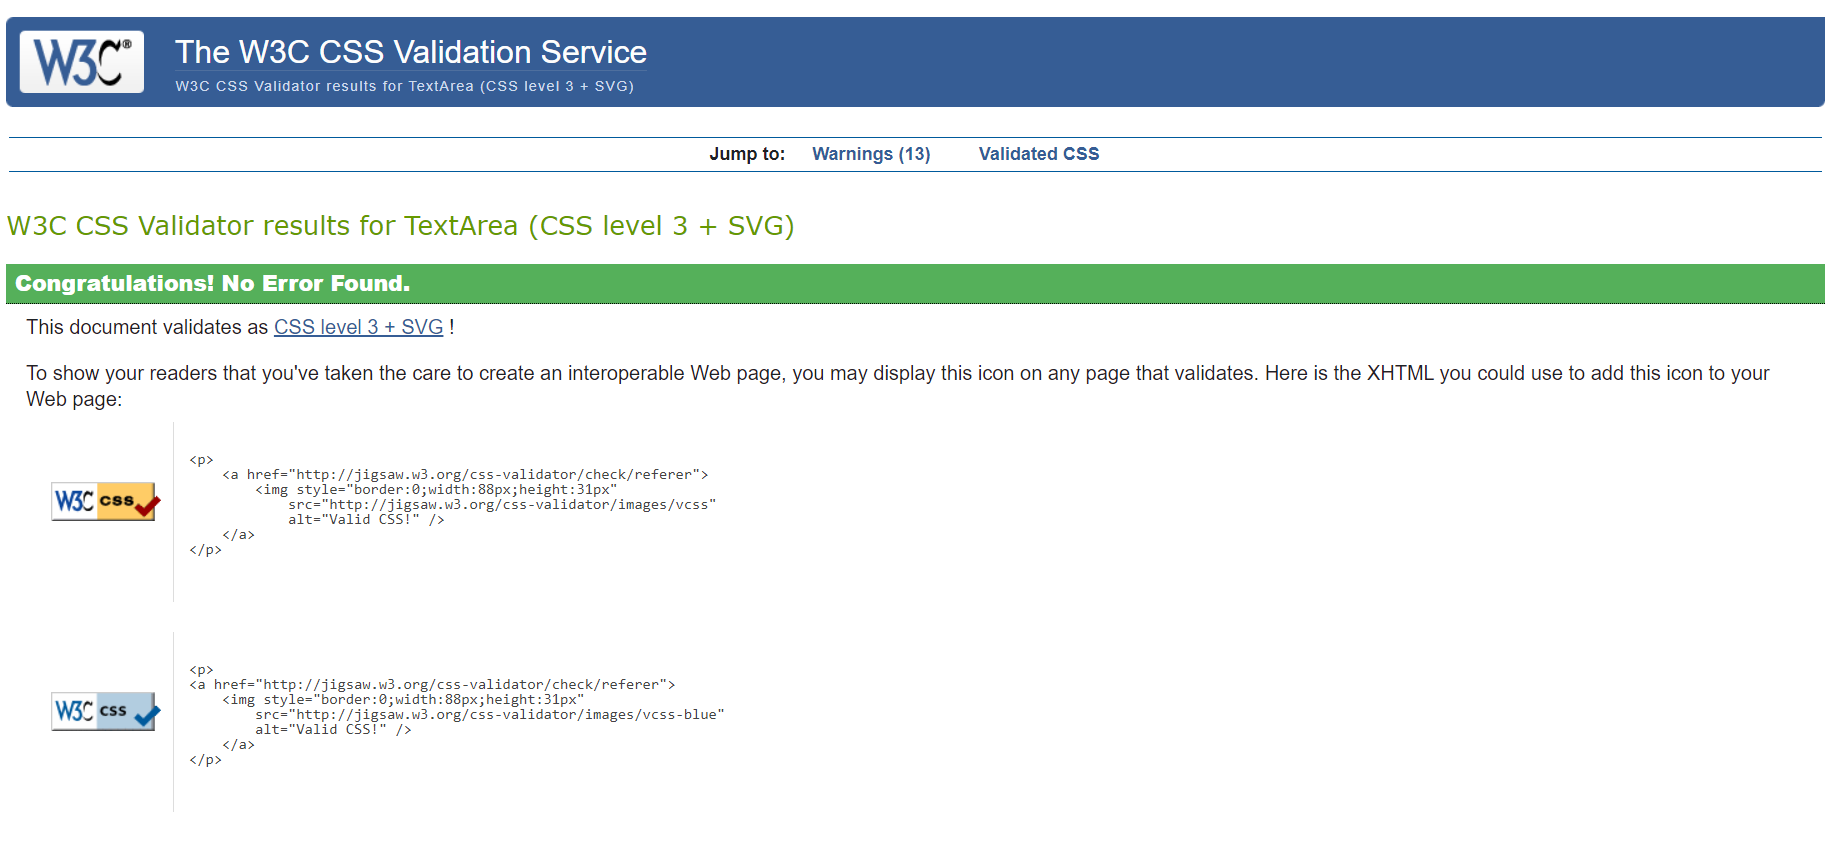 W3C®
The W3C CSS Validation Service
W3C CSS Validator results for TextArea (CSS level 3 + SVG)
Jump to: Warnings (13) Validated CSS
W3C CSS Validator results for TextArea (CSS level 3 + SVG)
Congratulations! No Error Found.
This document validates as CSS level 3 + SVG !
To show your readers that you've taken the care to create an interoperable Web page, you may display this icon on any page that validates. Here is the XHTML you could use to add this icon to your
Web page:
W3C css
<p>
    <a href="http://jigsaw.w3.org/css-validator/check/referer">
        <img style="border:0;width:88px;height:31px"
            src="http://jigsaw.w3.org/css-validator/images/vcss"
            alt="Valid CSS!" />
    </a>
</p>
W3C css
<p>
<a href="http://jigsaw.w3.org/css-validator/check/referer">
    <img style="border:0;width:88px;height:31px"
        src="http://jigsaw.w3.org/css-validator/images/vcss-blue"
        alt="Valid CSS!" />
    </a>
</p>